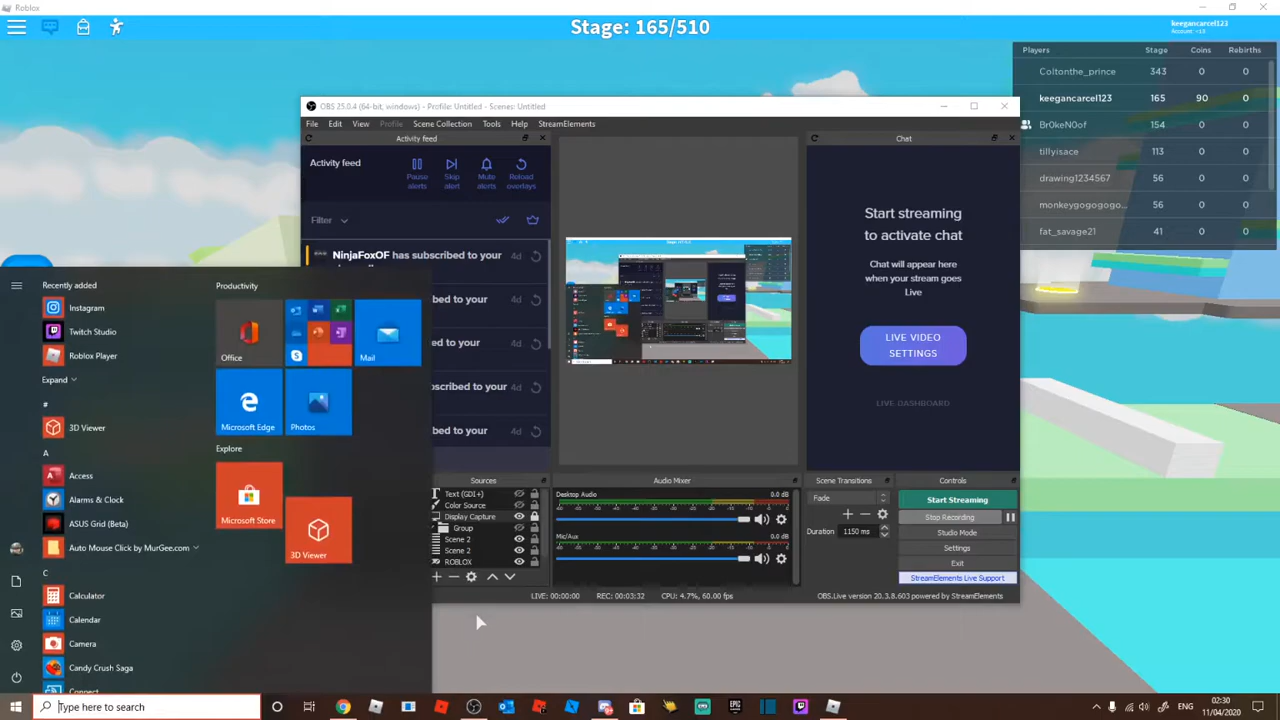 Roblox
Stage: 165/510
keegancarcel123
Account: <13
Players Stage Coins Rebirths
Coltonthe_prince 343 0 0
keegancarcel123 165 90 0
Br0keN0of 154 0 0
tillyisace 113 0 0
drawing1234567 56 0 0
monkeygogogogo... 56 0 0
fat_savage21 41 0 0
OBS 25.0.4 (64-bit, windows) - Profile: Untitled - Scenes: Untitled
File Edit View Profile Scene Collection Tools Help StreamElements
Activity feed
Chat
Activity feed
Pause alerts
Skip alert
Mute alerts
Reload overlays
Filter
NinjaFoxOF has subscribed to your 4d
bed to your 4d
bed to your 4d
scribed to your 4d
bed to your 4d
Start streaming
to activate chat
Chat will appear here
when your stream goes
Live
LIVE VIDEO
SETTINGS
LIVE DASHBOARD
Sources
Text (GDI+)
Color Source
Display Capture
Group
Scene 2
Scene 2
ROBLOX
Audio Mixer
Desktop Audio 0.0 dB
Mic/Aux 0.0 dB
Scene Transitions
Fade
Duration 1150 ms
Controls
Start Streaming
Stop Recording
Studio Mode
Settings
Exit
StreamElements Live Support
LIVE: 00:00:00 REC: 00:03:32 CPU: 4.7%, 60.00 fps OBS.Live version 20.3.8.603 powered by StreamElements
Recently added
Instagram
Twitch Studio
Roblox Player
Expand
#
3D Viewer
A
Access
Alarms & Clock
ASUS Grid (Beta)
Auto Mouse Click by MurGee.com
C
Calculator
Calendar
Camera
Candy Crush Saga
Connect
Productivity
Office
Mail
Microsoft Edge
Photos
Explore
Microsoft Store
3D Viewer
Type here to search
ENG
02:30
11/04/2020